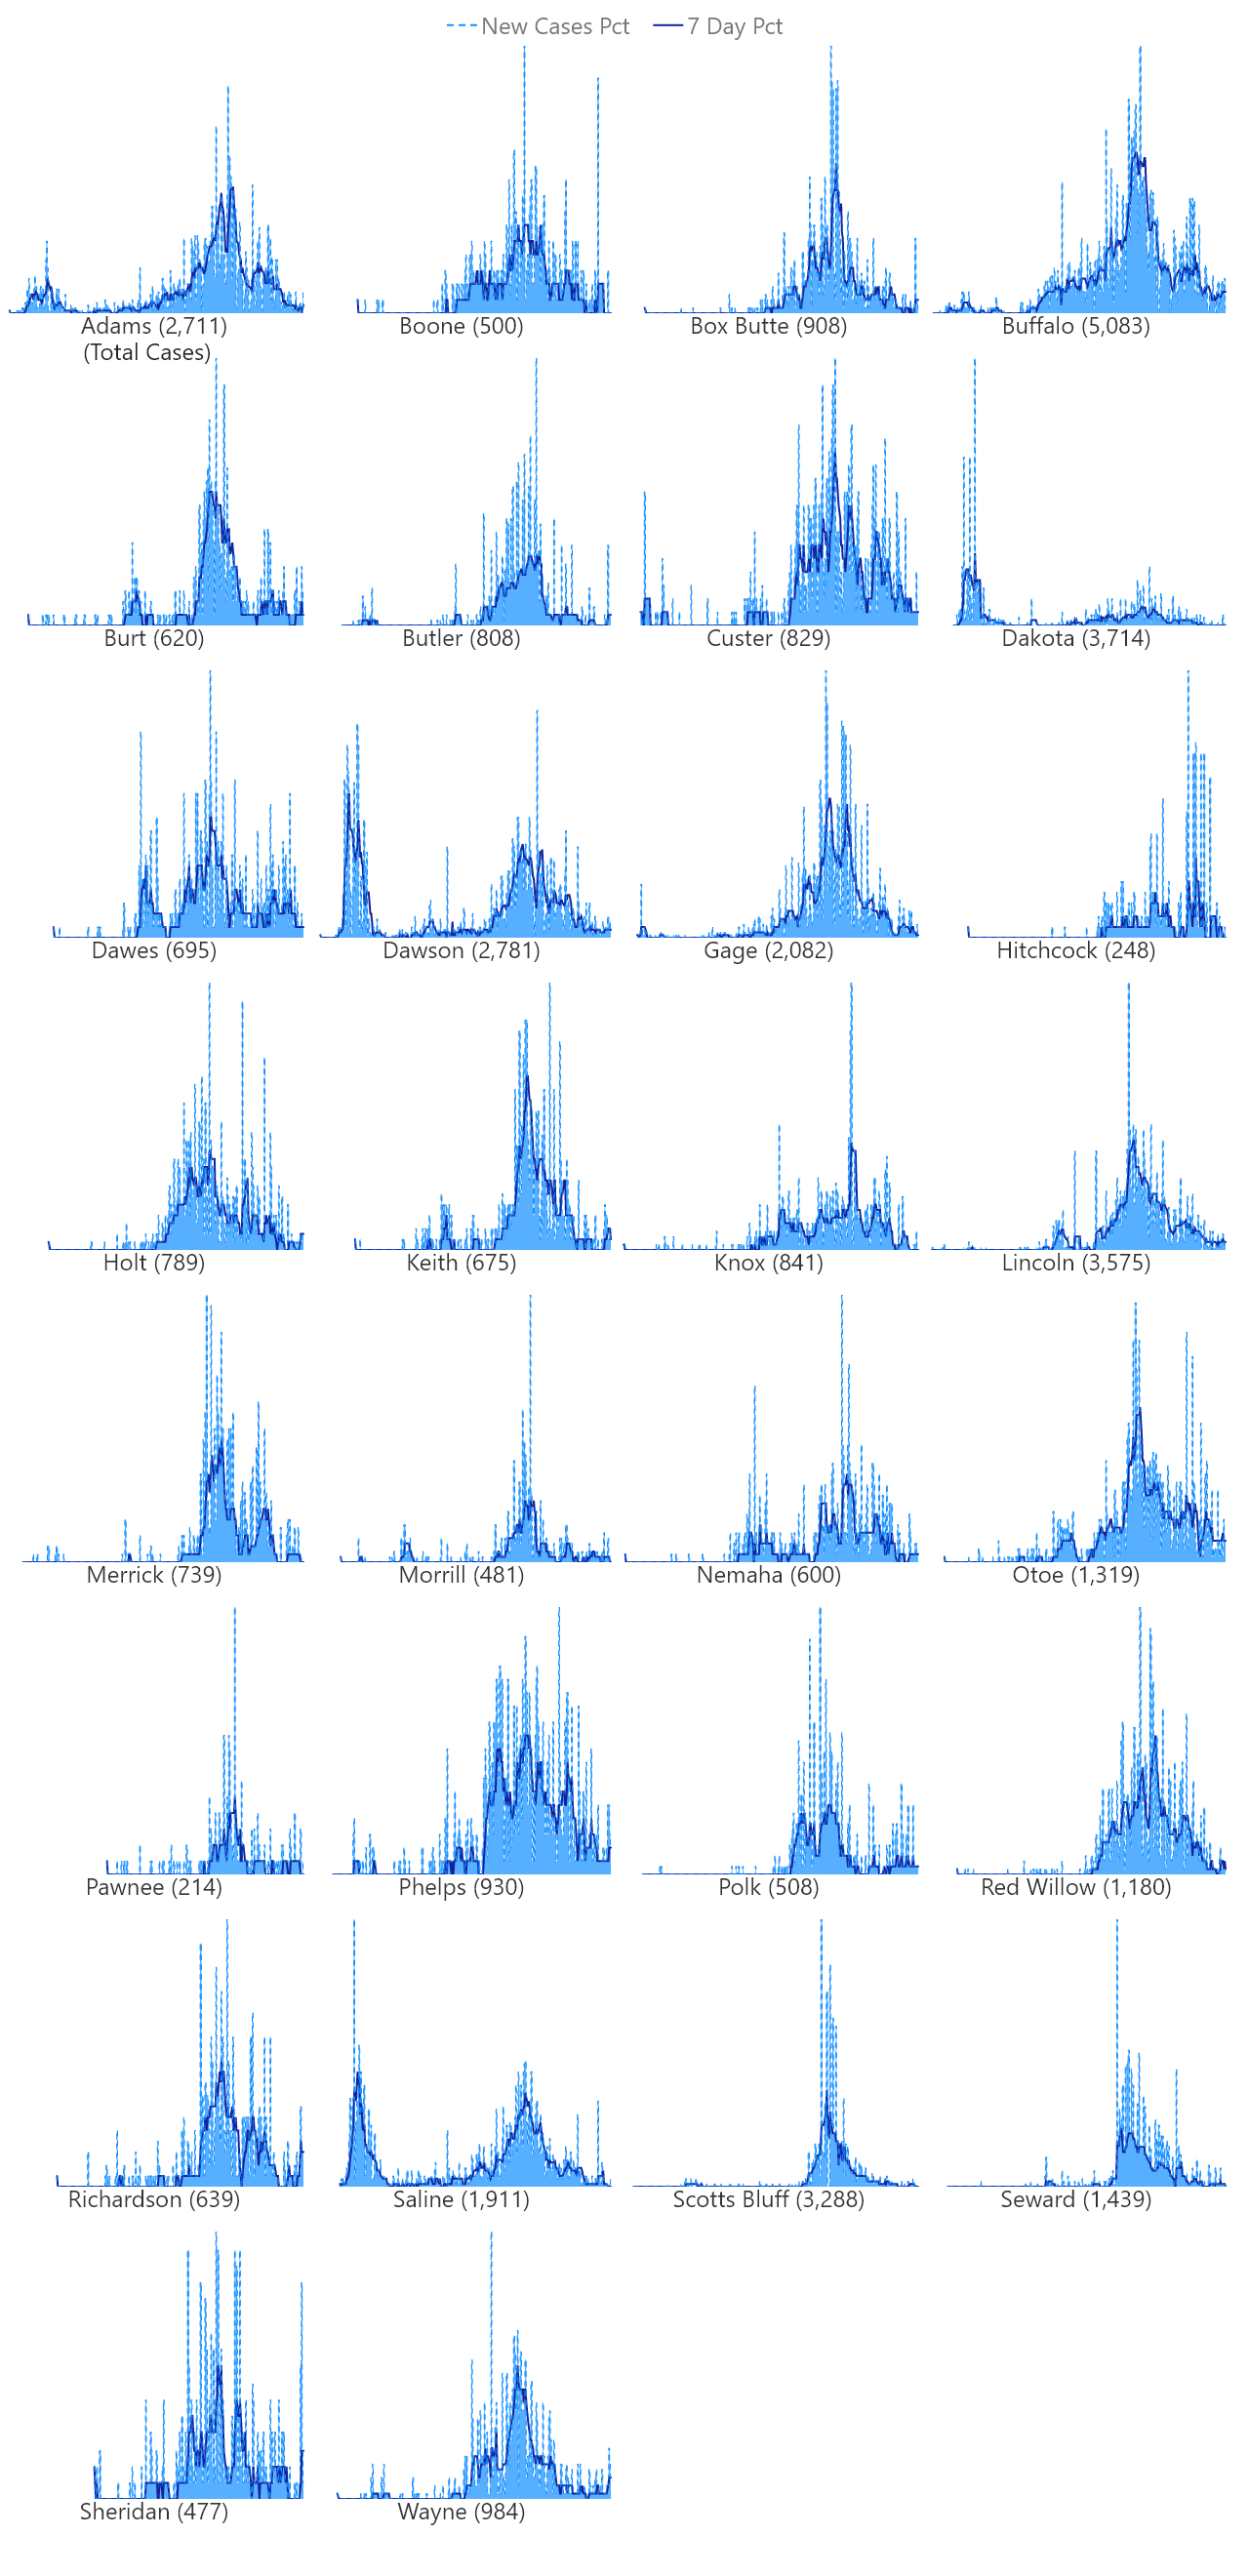 New Cases Pct 7 Day Pct
Adams (2,711) Boone (500) Box Butte (908) Buffalo (5,083)
(Total Cases)
Burt (620) Butler (808) Custer (829) Dakota (3,714)
Dawes (695) Dawson (2,781) Gage (2,082) Hitchcock (248)
Holt (789) Keith (675) Knox (841) Lincoln (3,575)
Merrick (739) Morrill (481) Nemaha (600) Otoe (1,319)
Pawnee (214) Phelps (930) Polk (508) Red Willow (1,180)
Richardson (639) Saline (1,911) Scotts Bluff (3,288) Seward (1,439)
Sheridan (477) Wayne (984)